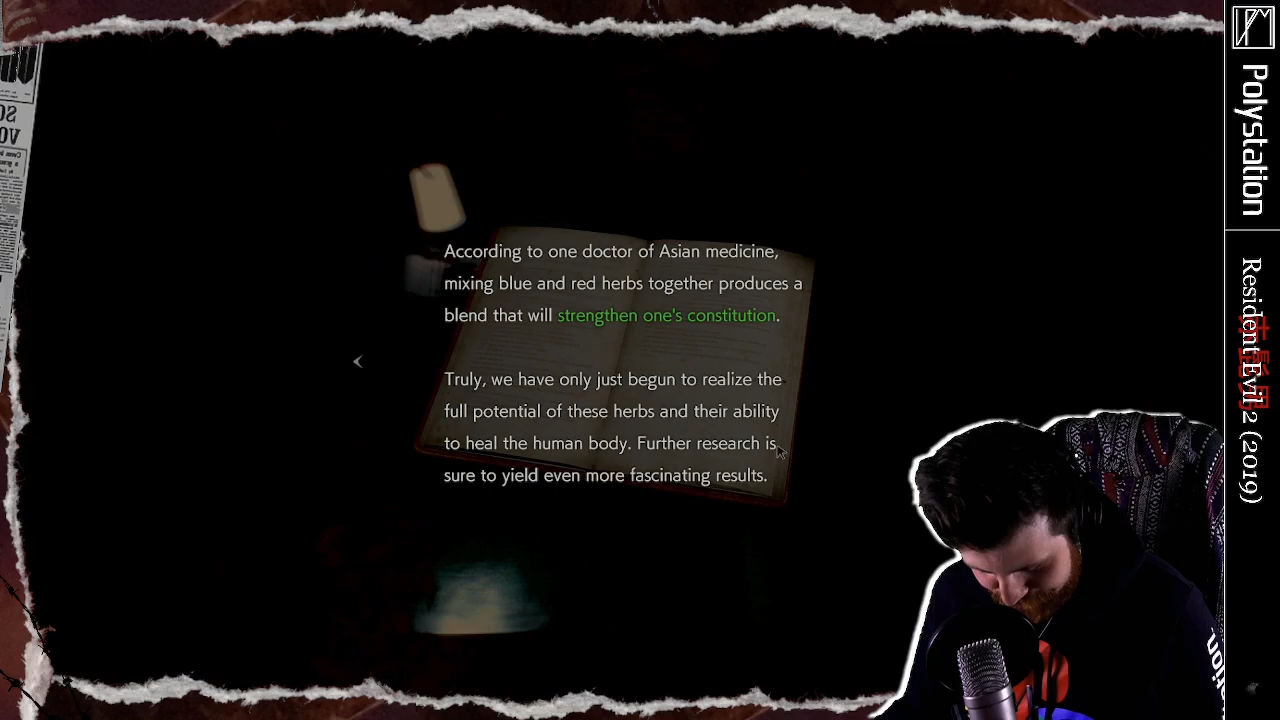 According to one doctor of Asian medicine,
mixing blue and red herbs together produces a
blend that will strengthen one's constitution.
Truly, we have only just begun to realize the
full potential of these herbs and their ability
to heal the human body. Further research is
sure to yield even more fascinating results.
Polystation
Resident Evil 2 (2019)